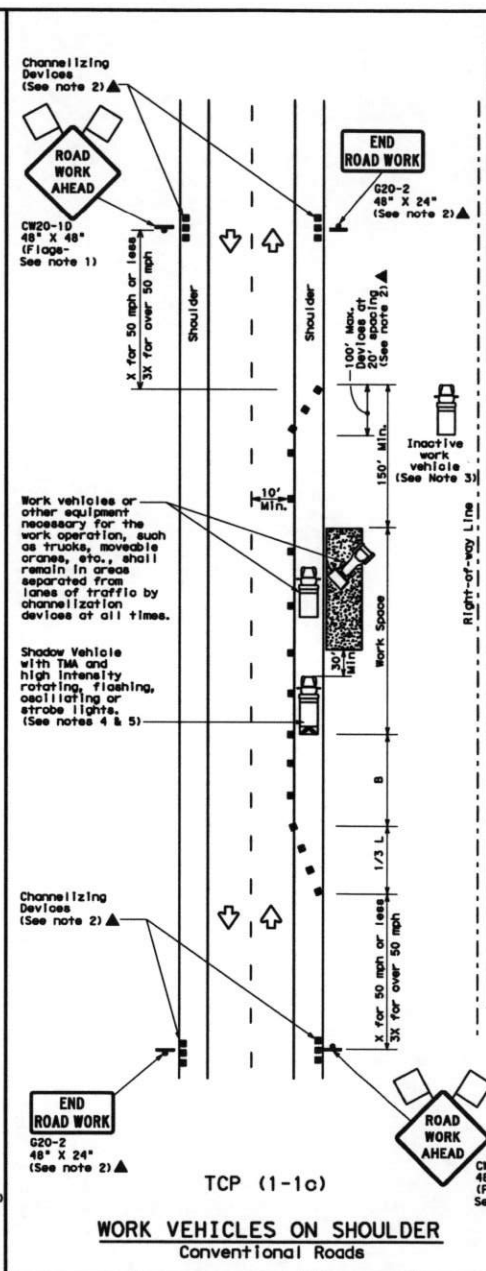 Channelizing
Devices
(See note 2)▲
ROAD
WORK
AHEAD
CW20-1D
48" X 48"
(Flags-
See note 1)
END
ROAD WORK
G20-2
48" X 24"
(See note 2)▲
X for 50 mph or less
3X for over 50 mph
Shoulder
Shoulder
100' Max.
Devices at
20' spacing
(See note 2)▲
150' Min.
Inactive
work
vehicle
(See Note 3)
Right-of-way Line
10'
Min.
Work vehicles or
other equipment
necessary for the
work operation, such
as trucks, moveable
cranes, etc., shall
remain in areas
separated from
lanes of traffic by
channelization
devices at all times.
Work Space
30'
Min.
Shadow Vehicle
with TMA and
high intensity
rotating, flashing,
oscillating or
strobe lights.
(See notes 4 & 5)
B
1/3 L
Channelizing
Devices
(See note 2)▲
X for 50 mph or less
3X for over 50 mph
END
ROAD WORK
G20-2
48" X 24"
(See note 2)▲
ROAD
WORK
AHEAD
48
Se
TCP (1-1c)
WORK VEHICLES ON SHOULDER
Conventional Roads